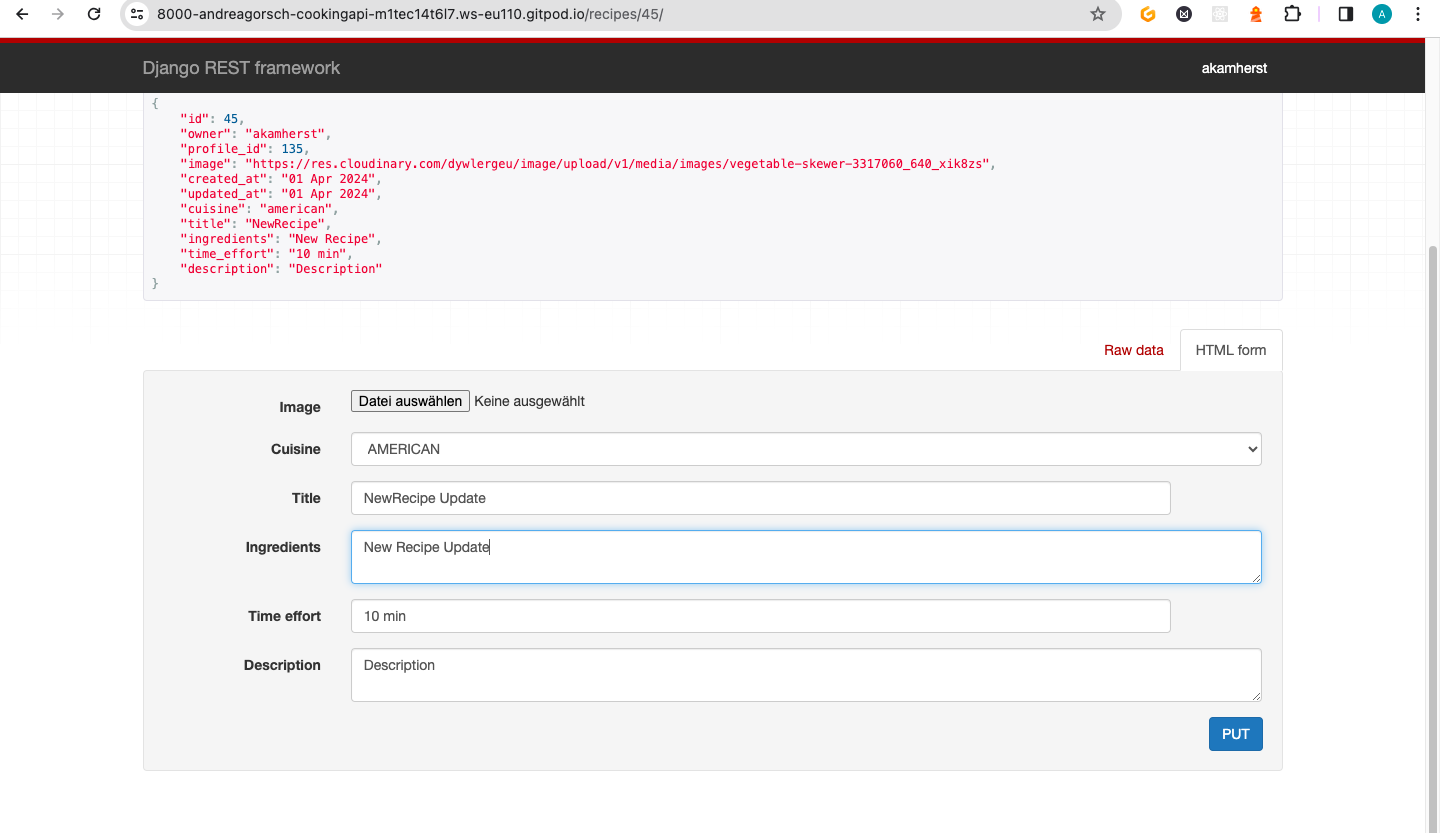 8000-andreagorsch-cookingapi-m1tec14t6l7.ws-eu110.gitpod.io/recipes/45/
A
Django REST framework akamherst
{
"id": 45,
"owner": "akamherst",
"profile_id": 135,
"image": "https://res.cloudinary.com/dywlergeu/image/upload/v1/media/images/vegetable-skewer-3317060_640_xik8zs",
"created_at": "01 Apr 2024",
"updated_at": "01 Apr 2024",
"cuisine": "american",
"title": "NewRecipe",
"ingredients": "New Recipe",
"time_effort": "10 min",
"description": "Description"
}
Raw data HTML form
Image Datei auswählen Keine ausgewählt
Cuisine AMERICAN
Title NewRecipe Update
Ingredients New Recipe Update
Time effort 10 min
Description Description
PUT